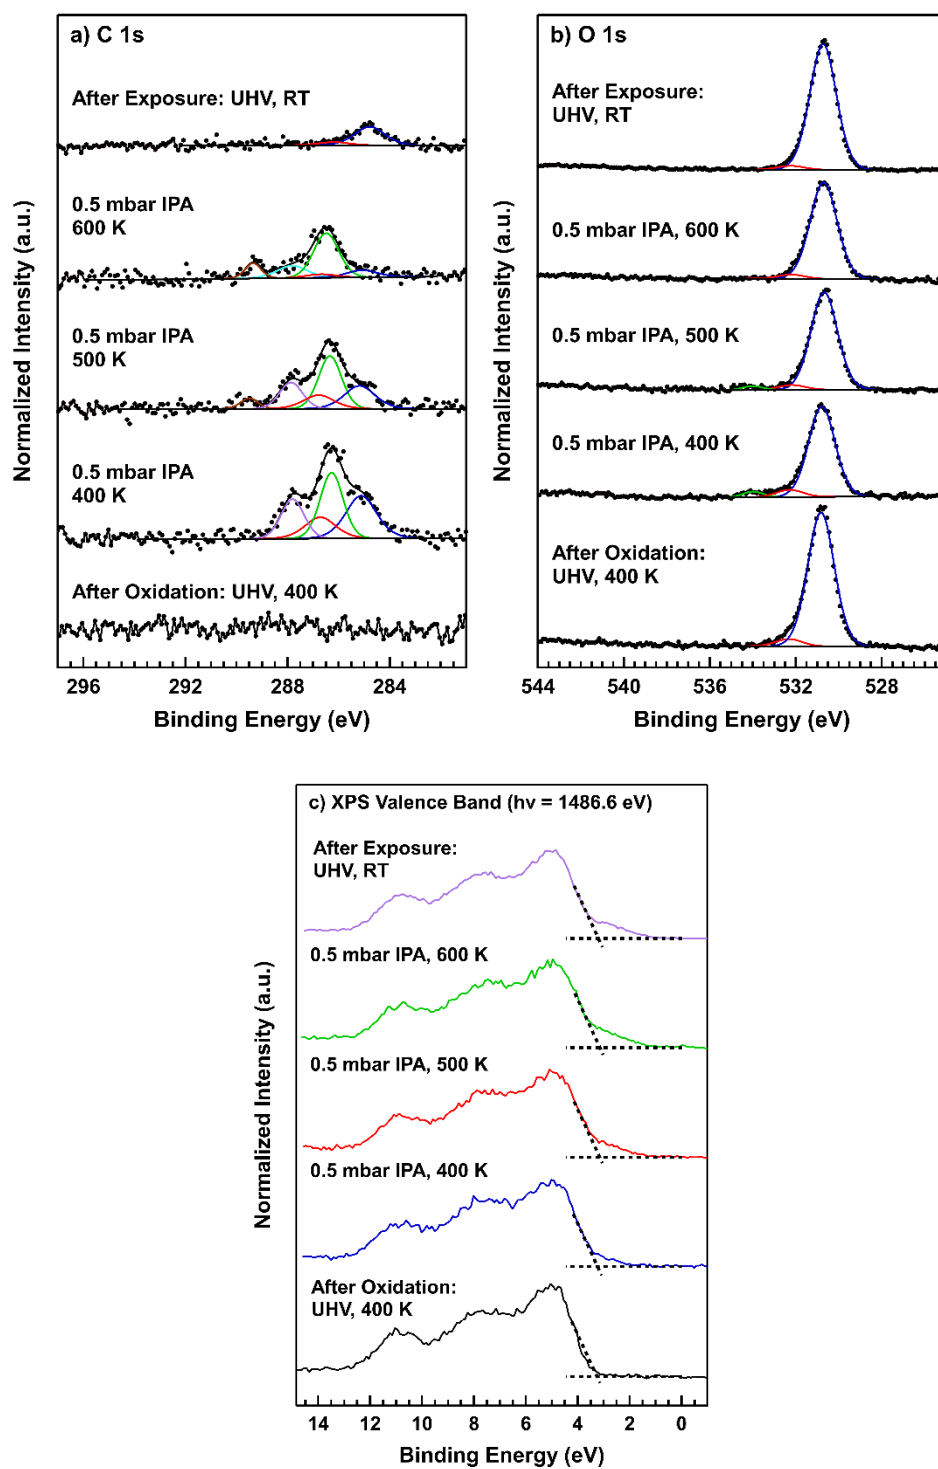 a) C 1s
After Exposure: UHV, RT
0.5 mbar IPA
600 K
0.5 mbar IPA
500 K
0.5 mbar IPA
400 K
After Oxidation: UHV, 400 K
Normalized Intensity (a.u.)
296 292 288 284
Binding Energy (eV)
b) O 1s
After Exposure:
UHV, RT
0.5 mbar IPA, 600 K
0.5 mbar IPA, 500 K
0.5 mbar IPA, 400 K
After Oxidation:
UHV, 400 K
Normalized Intensity (a.u.)
544 540 536 532 528
Binding Energy (eV)
c) XPS Valence Band (hν = 1486.6 eV)
After Exposure:
UHV, RT
0.5 mbar IPA, 600 K
0.5 mbar IPA, 500 K
0.5 mbar IPA, 400 K
After Oxidation:
UHV, 400 K
Normalized Intensity (a.u.)
14 12 10 8 6 4 2 0
Binding Energy (eV)